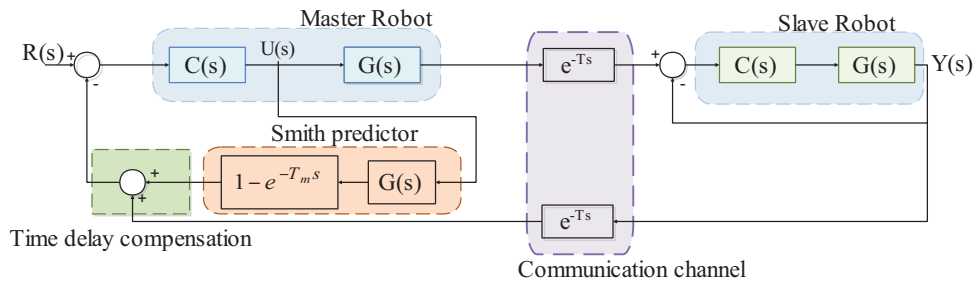 Master Robot
Slave Robot
R(s)
+
-
C(s)
U(s)
G(s)
e^{-Ts}
+
-
C(s)
G(s)
Y(s)
Smith predictor
1 - e^{-T_m s}
G(s)
+
+
e^{-Ts}
Time delay compensation
Communication channel